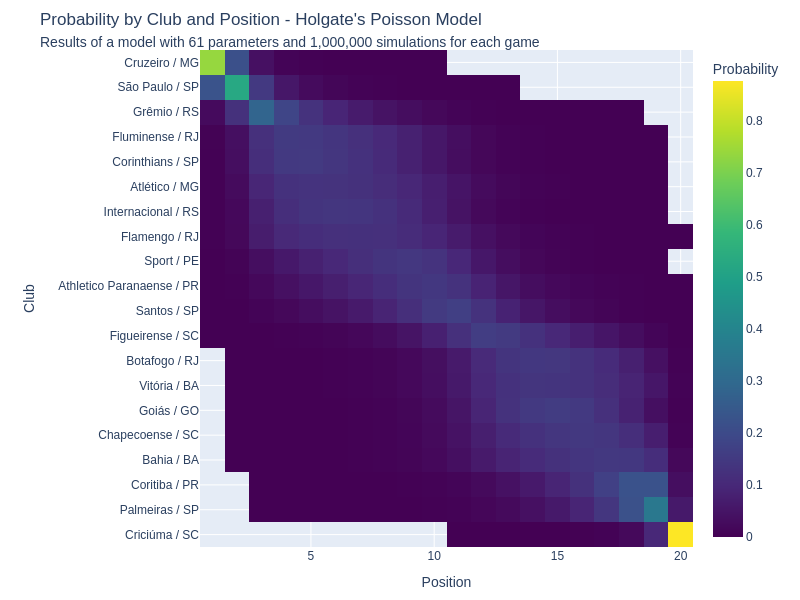 Probability by Club and Position - Holgate's Poisson Model
Results of a model with 61 parameters and 1,000,000 simulations for each game
Probability
Cruzeiro / MG
São Paulo / SP
Grêmio / RS
Fluminense / RJ
Corinthians / SP
Atlético / MG
Internacional / RS
Flamengo / RJ
Sport / PE
Athletico Paranaense / PR
Santos / SP
Figueirense / SC
Botafogo / RJ
Vitória / BA
Goiás / GO
Chapecoense / SC
Bahia / BA
Coritiba / PR
Palmeiras / SP
Criciúma / SC
Club
5
10
15
20
Position
0.8
0.7
0.6
0.5
0.4
0.3
0.2
0.1
0